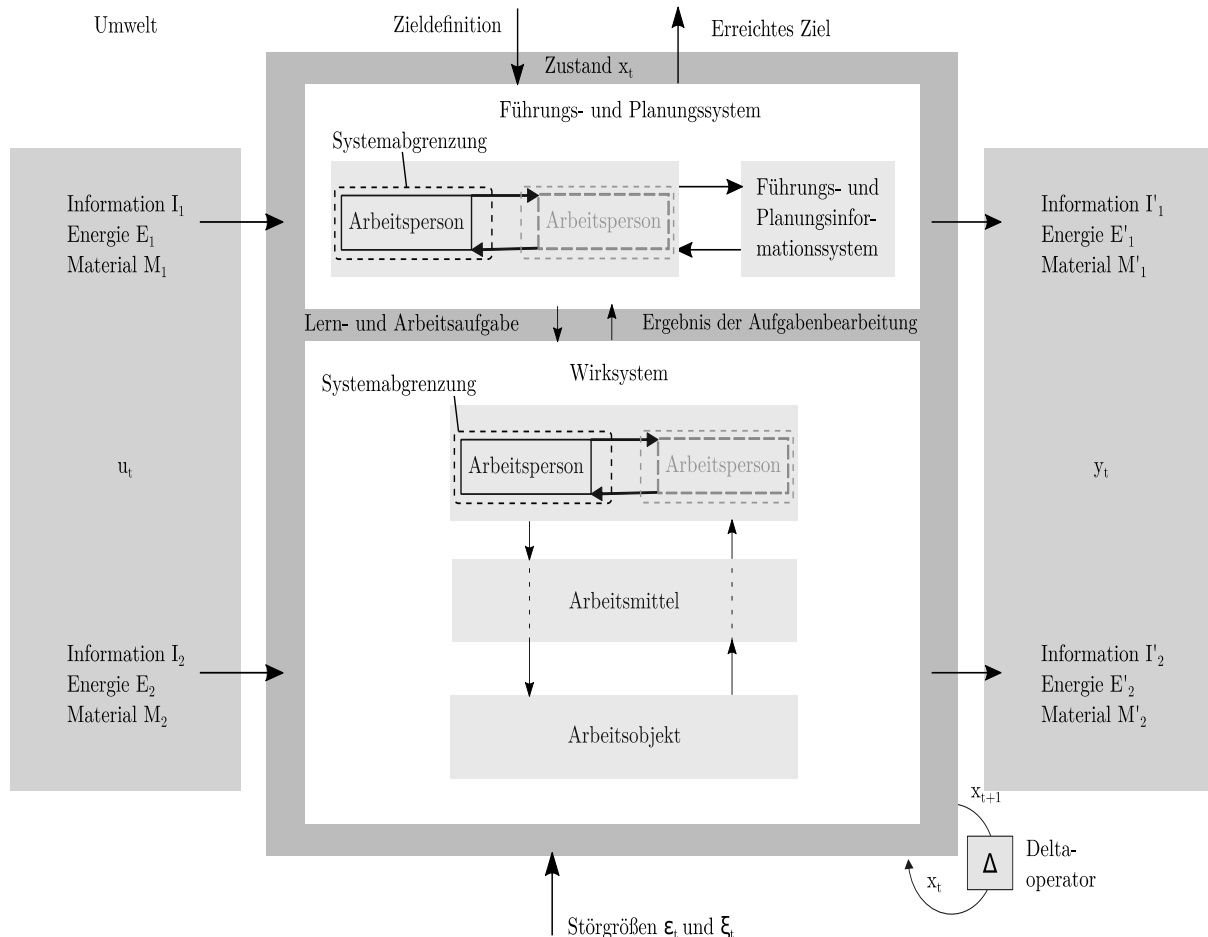 Umwelt
Zieldefinition
Erreichtes Ziel
Zustand xₜ
Führungs- und Planungssystem
Systemabgrenzung
Arbeitsperson
Arbeitsperson
Führungs- und
Planungsinfor-
mationssystem
Information I₁
Energie E₁
Material M₁
Information I'₁
Energie E'₁
Material M'₁
Lern- und Arbeitsaufgabe
Ergebnis der Aufgabenbearbeitung
Wirksystem
Systemabgrenzung
Arbeitsperson
Arbeitsperson
uₜ
yₜ
Arbeitsmittel
Information I₂
Energie E₂
Material M₂
Information I'₂
Energie E'₂
Material M'₂
Arbeitsobjekt
xₜ₊₁
Δ
Delta-
operator
xₜ
Störgrößen εₜ und ξₜ